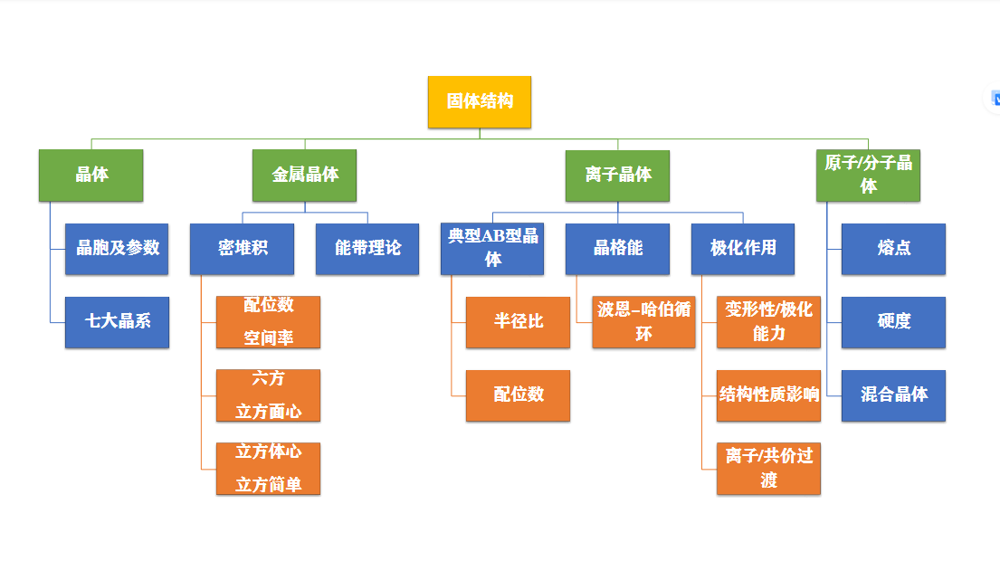 固体结构
晶体
金属晶体
离子晶体
原子/分子晶
体
晶胞及参数
密堆积
能带理论
典型AB型晶
体
晶格能
极化作用
熔点
七大晶系
配位数
空间率
半径比
波恩-哈伯循
环
变形性/极化
能力
硬度
六方
立方面心
配位数
结构性质影响
混合晶体
立方体心
立方简单
离子/共价过
渡